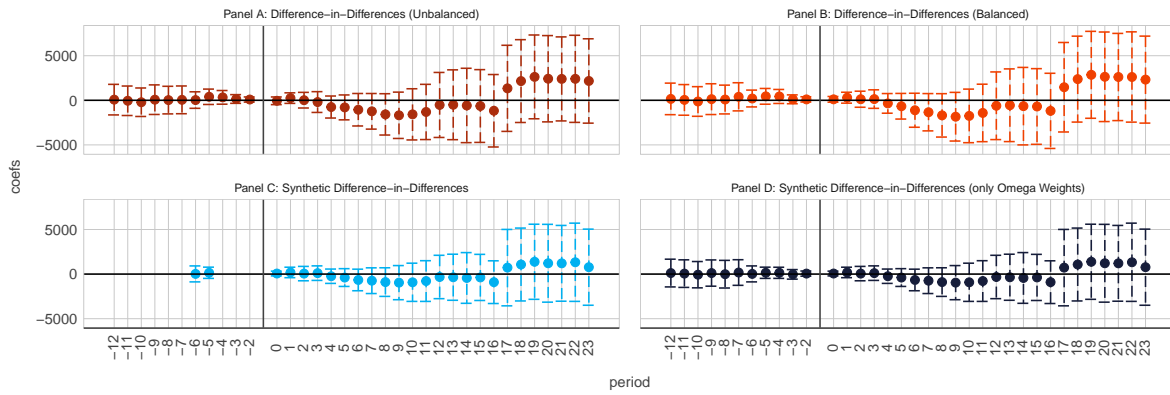 Panel A: Difference−in−Differences (Unbalanced)
Panel B: Difference−in−Differences (Balanced)
5000
0
−5000
coefs
Panel C: Synthetic Difference−in−Differences
Panel D: Synthetic Difference−in−Differences (only Omega Weights)
5000
0
−5000
−12 −11 −10 −9 −8 −7 −6 −5 −4 −3 −2 0 1 2 3 4 5 6 7 8 9 10 11 12 13 14 15 16 17 18 19 20 21 22 23
−12 −11 −10 −9 −8 −7 −6 −5 −4 −3 −2 0 1 2 3 4 5 6 7 8 9 10 11 12 13 14 15 16 17 18 19 20 21 22 23
period